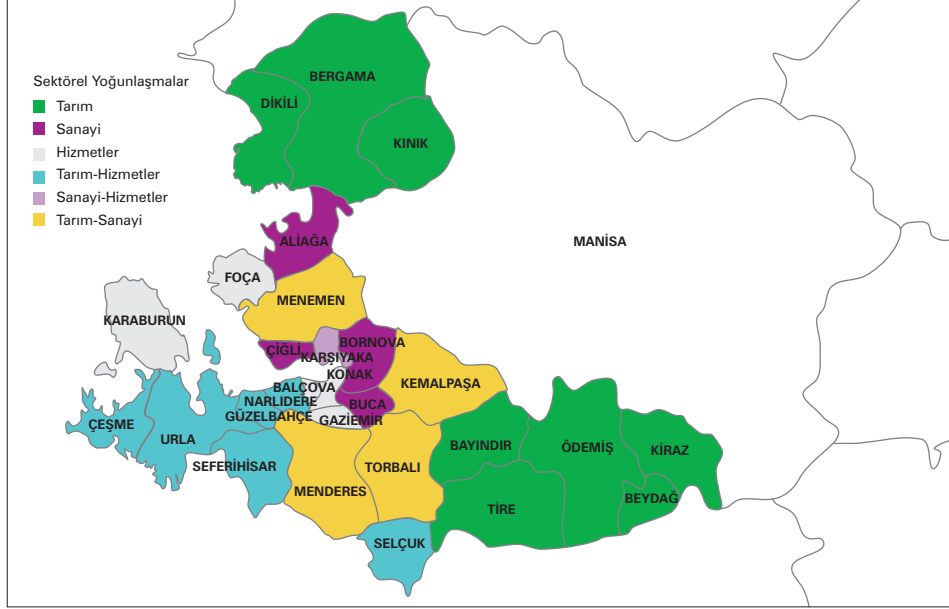 Sektörel Yoğunlaşmalar
Tarım
Sanayi
Hizmetler
Tarım-Hizmetler
Sanayi-Hizmetler
Tarım-Sanayi
BERGAMA
DİKİLİ
KINIK
ALİAĞA
MANİSA
FOÇA
MENEMEN
KARABURUN
BORNOVA
ÇİĞLİ
KARŞIYAKA
KONAK
KEMALPAŞA
BALÇOVA
NARLIDERE
BUCA
GÜZELBAHÇE
GAZİEMİR
ÇEŞME
URLA
BAYINDIR
ÖDEMİŞ
KİRAZ
SEFERİHİSAR
TORBALI
MENDERES
BEYDAĞ
TİRE
SELÇUK